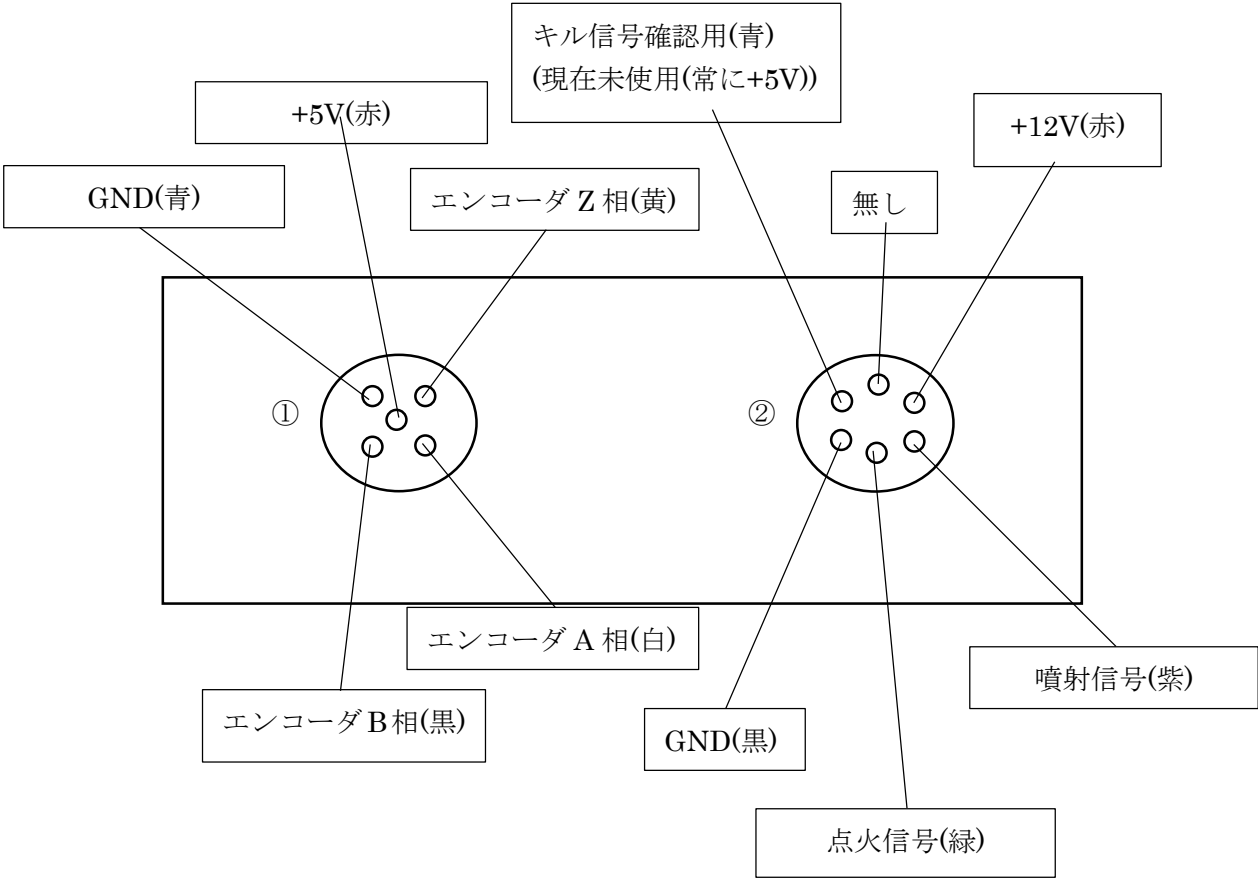 キル信号確認用(青)
(現在未使用(常に+5V))
+5V(赤)
+12V(赤)
GND(青)
エンコーダ Z 相(黄)
無し
①
②
エンコーダ A 相(白)
噴射信号(紫)
エンコーダ B 相(黒)
GND(黒)
点火信号(緑)